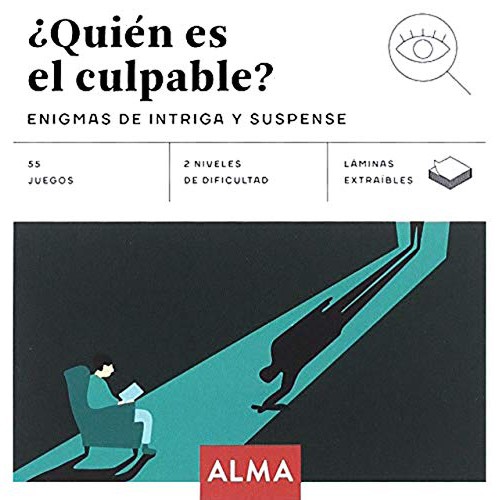 ¿Quién es
el culpable?
ENIGMAS DE INTRIGA Y SUSPENSE
55
JUEGOS
2 NIVELES
DE DIFICULTAD
LÁMINAS
EXTRAÍBLES
ALMA